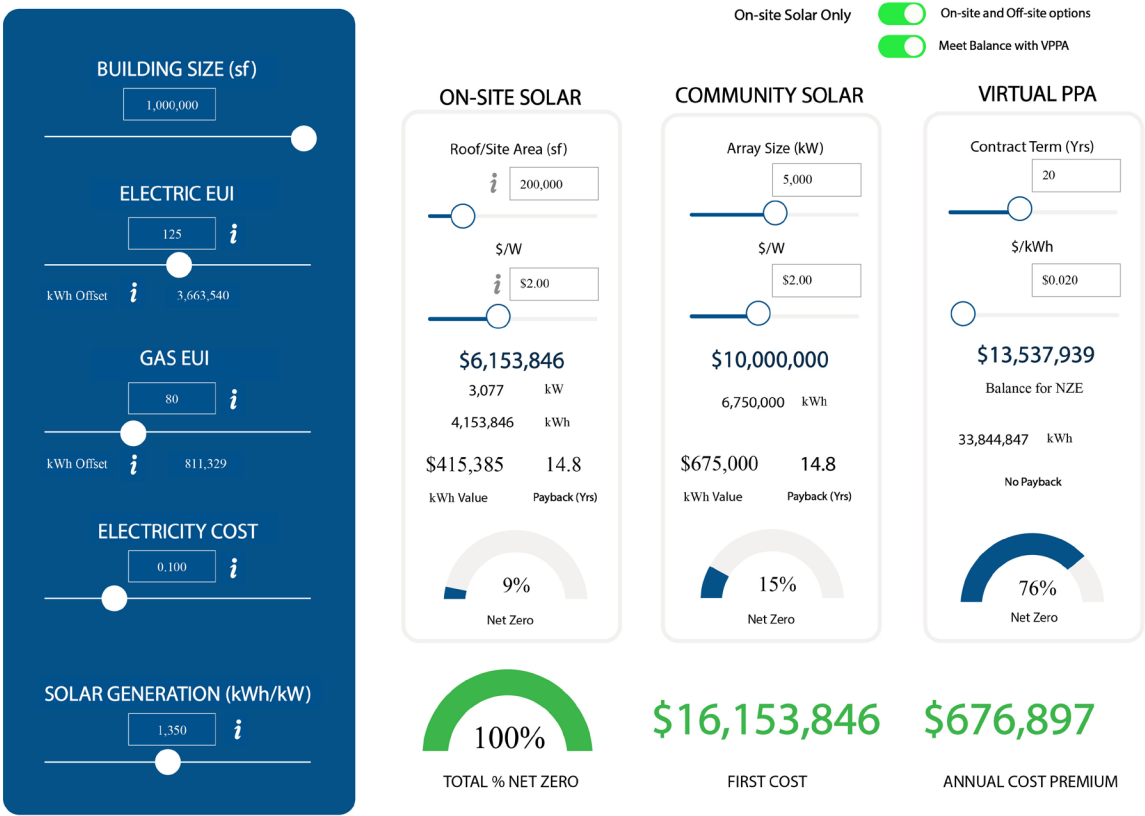 On-site Solar Only
On-site and Off-site options
Meet Balance with VPPA
BUILDING SIZE (sf)
1,000,000
ELECTRIC EUI
125 i
kWh Offset i 3,663,540
GAS EUI
80 i
kWh Offset i 811,329
ELECTRICITY COST
0.100 i
SOLAR GENERATION (kWh/kW)
1,350 i
ON-SITE SOLAR
Roof/Site Area (sf)
i 200,000
$/W
i $2.00
$6,153,846
3,077 kW
4,153,846 kWh
$415,385 14.8
kWh Value Payback (Yrs)
9%
Net Zero
COMMUNITY SOLAR
Array Size (kW)
5,000
$/W
$2.00
$10,000,000
6,750,000 kWh
$675,000 14.8
kWh Value Payback (Yrs)
15%
Net Zero
VIRTUAL PPA
Contract Term (Yrs)
20
$/kWh
$0.020
$13,537,939
Balance for NZE
33,844,847 kWh
No Payback
76%
Net Zero
100%
TOTAL % NET ZERO
$16,153,846
FIRST COST
$676,897
ANNUAL COST PREMIUM